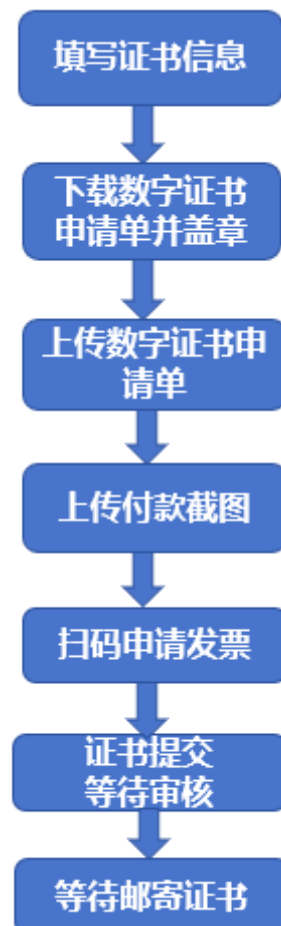 填写证书信息
下载数字证书
申请单并盖章
上传数字证书申
请单
上传付款截图
扫码申请发票
证书提交
等待审核
等待邮寄证书